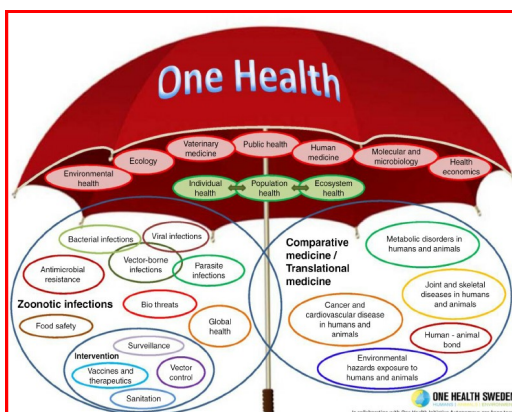 One Health
Environmental
health
Ecology
Veterinary
medicine
Public health
Human
medicine
Molecular and
microbiology
Health
economics
Individual
health
Population
health
Ecosystem
health
Bacterial infections
Viral infections
Vector-borne
infections
Parasite
infections
Antimicrobial
resistance
Zoonotic infections
Bio threats
Food safety
Global
health
Intervention
Surveillance
Vaccines and
therapeutics
Vector
control
Sanitation
Comparative
medicine /
Translational
medicine
Metabolic disorders in
humans and animals
Joint and skeletal
diseases in humans
and animals
Cancer and
cardiovascular disease
in humans and
animals
Human - animal
bond
Environmental
hazards exposure to
humans and animals
ONE HEALTH SWEDEN